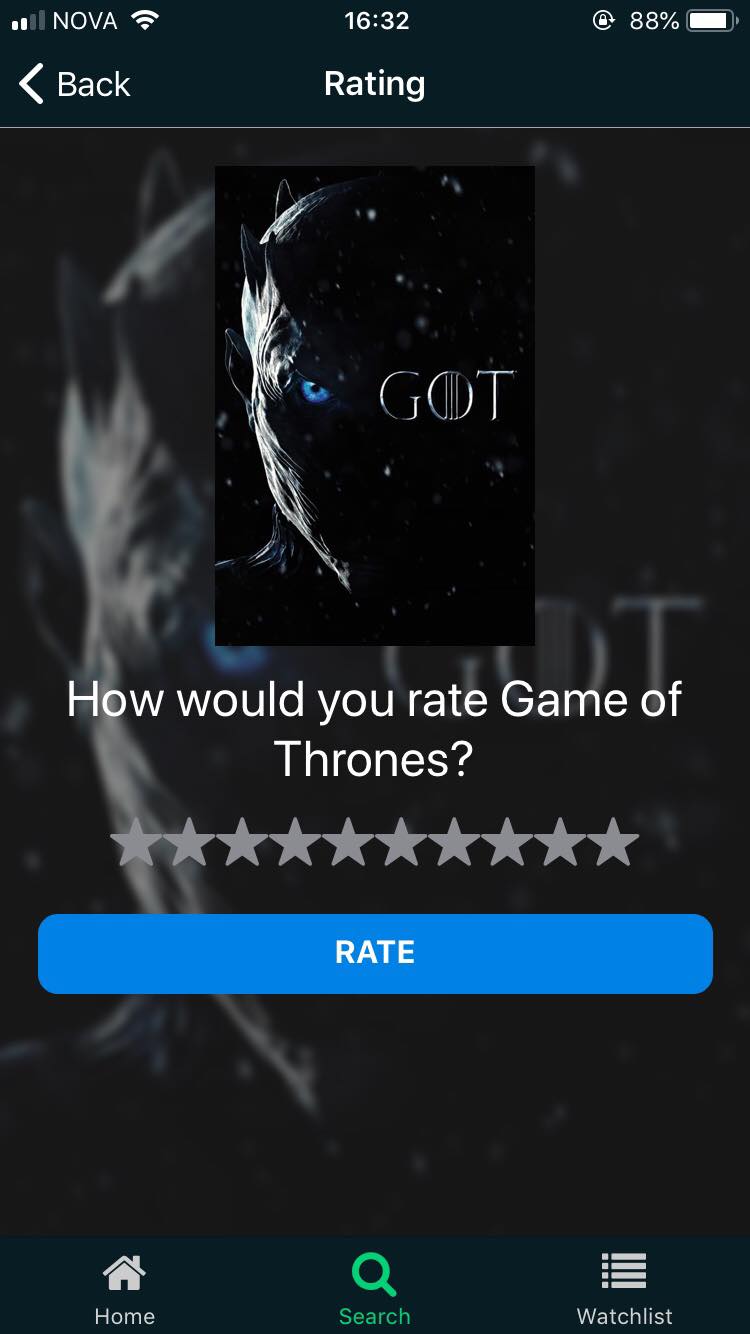 NOVA 16:32 88%
Back Rating
GOT
How would you rate Game of
Thrones?
RATE
Home Search Watchlist